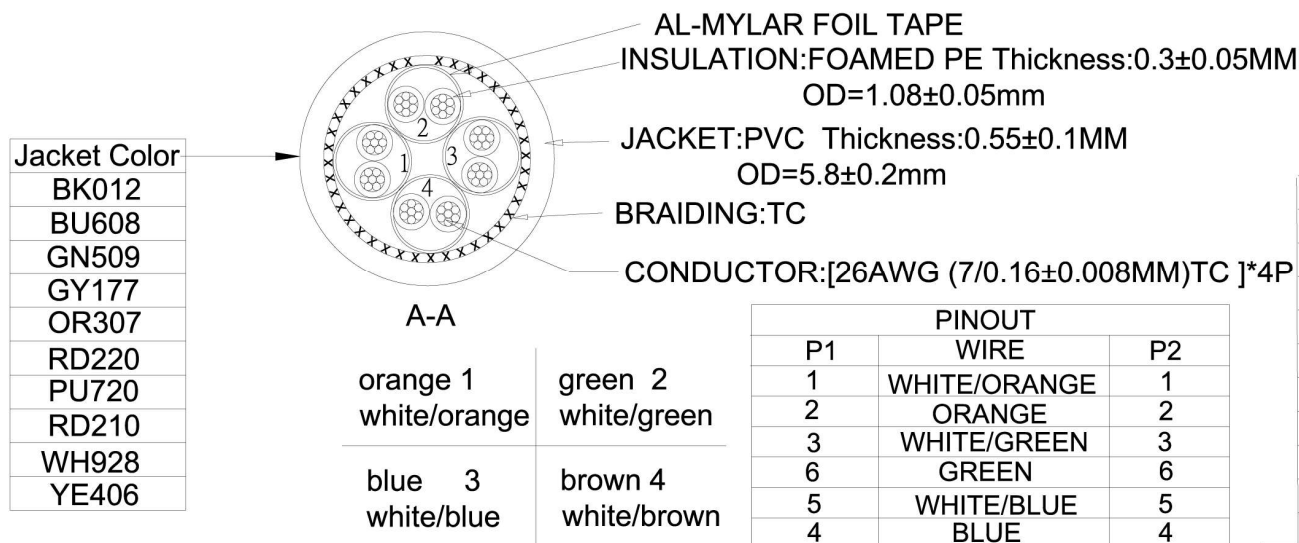 AL-MYLAR FOIL TAPE
INSULATION:FOAMED PE Thickness:0.3±0.05MM
OD=1.08±0.05mm
JACKET:PVC Thickness:0.55±0.1MM
OD=5.8±0.2mm
BRAIDING:TC
CONDUCTOR:[26AWG (7/0.16±0.008MM)TC ]*4P
Jacket Color
BK012
BU608
GN509
GY177
OR307
RD220
PU720
RD210
WH928
YE406
2
1
3
4
A-A
orange 1
white/orange
green 2
white/green
blue 3
white/blue
brown 4
white/brown
PINOUT
P1 WIRE P2
1 WHITE/ORANGE 1
2 ORANGE 2
3 WHITE/GREEN 3
6 GREEN 6
5 WHITE/BLUE 5
4 BLUE 4